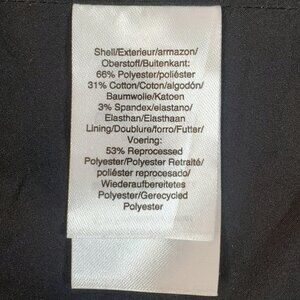 Shell/Exterieur/armazon/
Oberstoff/Buitenkant:
66% Polyester/poliéster
31% Cotton/Coton/algodón/
Baumwolle/Katoen
3% Spandex/elastano/
Elasthan/Elasthaan
Lining/Doublure/forro/Futter/
Voering:
53% Reprocessed
Polyester/Polyester Retraité/
poliéster reprocesado/
Wiederaufbereitetes
Polyester/Gerecycled
Polyester